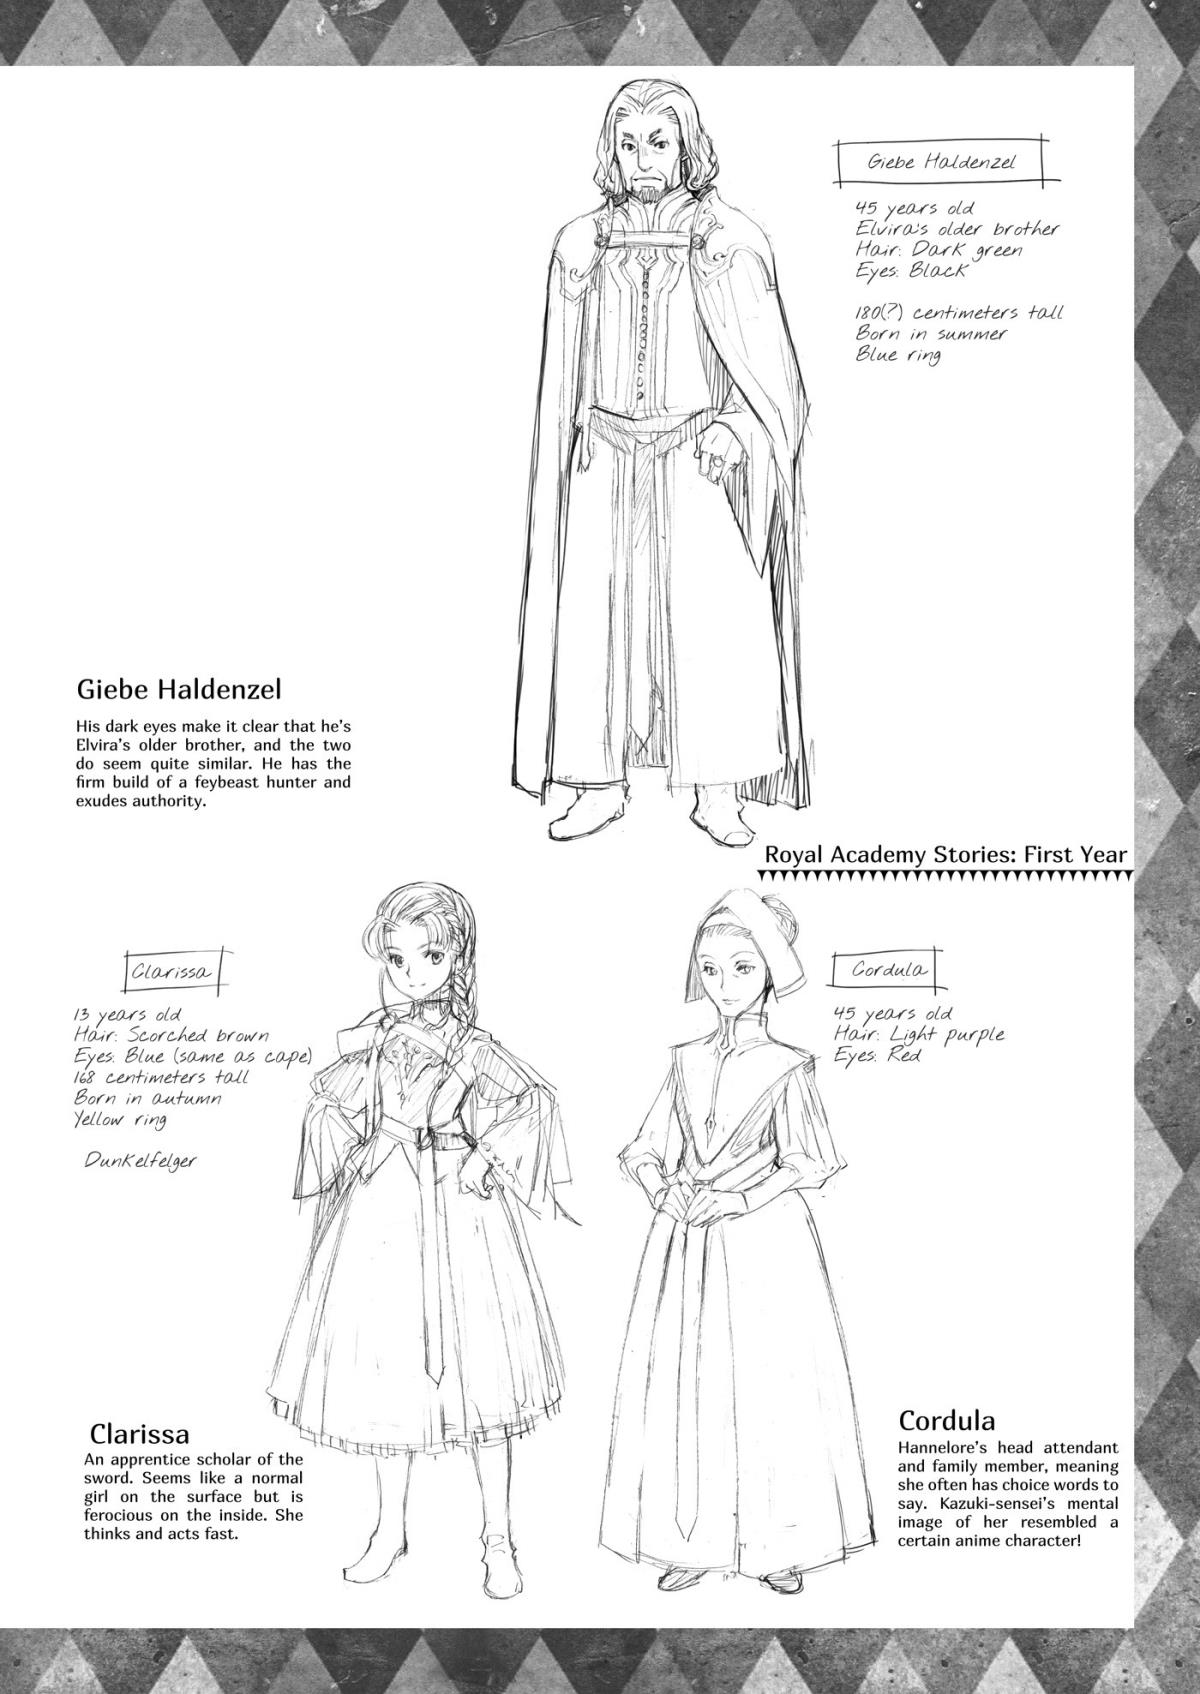 Giebe Haldenzel
45 years old
Elvira's older brother
Hair: Dark green
Eyes: Black
180(?) centimeters tall
Born in summer
Blue ring
Giebe Haldenzel
His dark eyes make it clear that he's
Elvira's older brother, and the two
do seem quite similar. He has the
firm build of a feybeast hunter and
exudes authority.
Royal Academy Stories: First Year
Clarissa
13 years old
Hair: Scorched brown
Eyes: Blue (same as cape)
168 centimeters tall
Born in autumn
Yellow ring
Dunkelfelger
Cordula
45 years old
Hair: Light purple
Eyes: Red
Clarissa
An apprentice scholar of the
sword. Seems like a normal
girl on the surface but is
ferocious on the inside. She
thinks and acts fast.
Cordula
Hannelore's head attendant
and family member, meaning
she often has choice words to
say. Kazuki-sensei's mental
image of her resembled a
certain anime character!